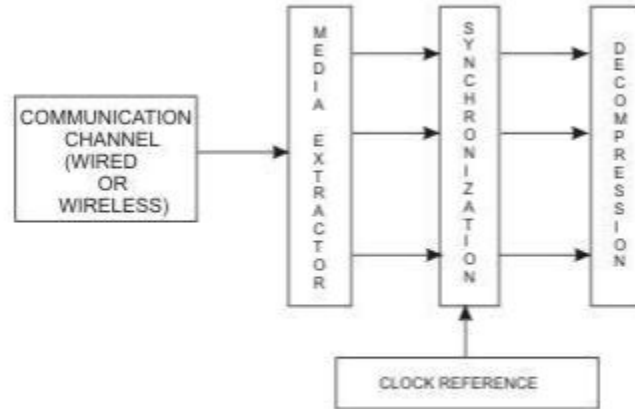 COMMUNICATION
CHANNEL
(WIRED
OR
WIRELESS)
MEDIA EXTRACTOR
SYNCHRONIZATION
DECOMPRESSION
CLOCK REFERENCE